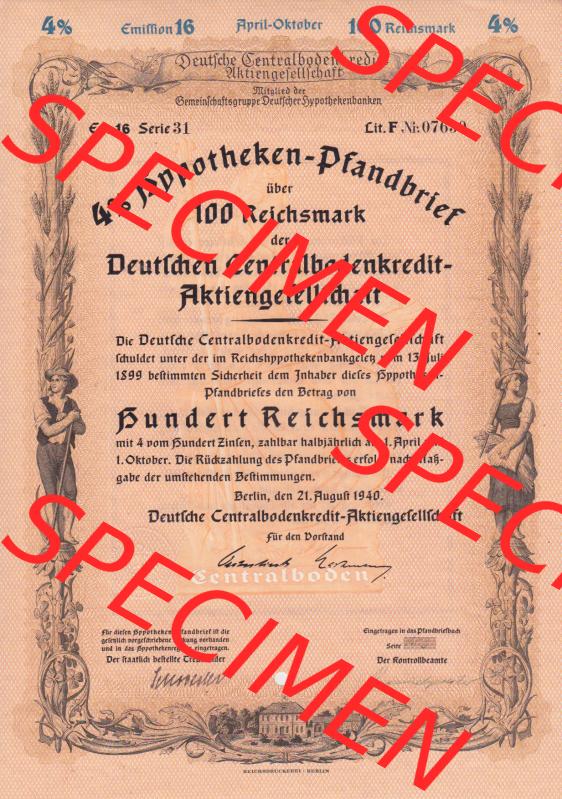 4% Emission 16 April-Oktober 100 Reichsmark 4%
Deutsche Centralbodenkredit-
Aktiengesellschaft
Mitglied der
Gemeinschaftsgruppe Deutscher Hypothekenbanken
Em. 16 Serie 31 Lit. F. №
4% Hypotheken-Pfandbrief
über
100 Reichsmark
der
Deutschen Centralbodenkredit-
Aktiengesellschaft
Die Deutsche Centralbodenkredit-Aktiengesellschaft
schuldet unter der im Reichshypothekenbankgesetz vom 13. Juli
1899 bestimmten Sicherheit dem Inhaber dieses Hypotheken-
Pfandbriefes den Betrag von
Hundert Reichsmark
mit 4 vom Hundert Zinsen, zahlbar halbjährlich am 1. April und
1. Oktober. Die Rückzahlung des Pfandbriefes erfolgt nach Maß-
gabe der umstehenden Bestimmungen.
Berlin, den 21. August 1940.
Deutsche Centralbodenkredit-Aktiengesellschaft
Für den Vorstand
Centralboden
Für diesen Hypotheken-Pfandbrief ist die
gesetzlich vorgeschriebene Deckung vorhanden
und in das Hypothekenregister eingetragen.
Der staatlich bestellte Treuhänder
Eingetragen in das Pfandbriefbuch
Seite
Der Kontrollbeamte
REICHSDRUCKEREI · BERLIN
SPECIMEN
SPECIMEN
SPECIMEN
SPECIMEN
SPECIMEN